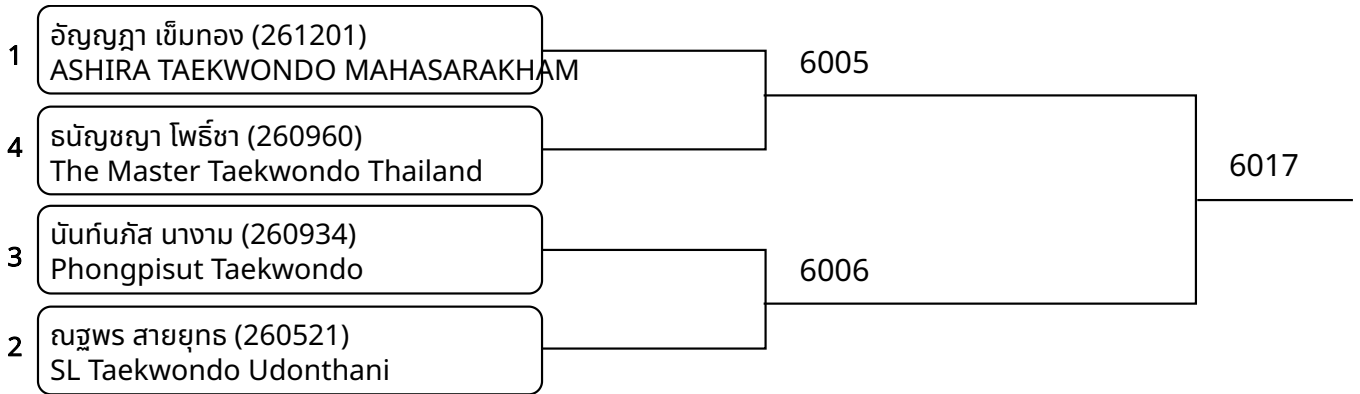 1
อัญญฎา เข็มทอง (261201)
ASHIRA TAEKWONDO MAHASARAKHAM
6005
4
ธนัญชญา โพธิ์ชา (260960)
The Master Taekwondo Thailand
6017
3
นันท์นภัส นางาม (260934)
Phongpisut Taekwondo
6006
2
ณฐพร สายยุทธ (260521)
SL Taekwondo Udonthani